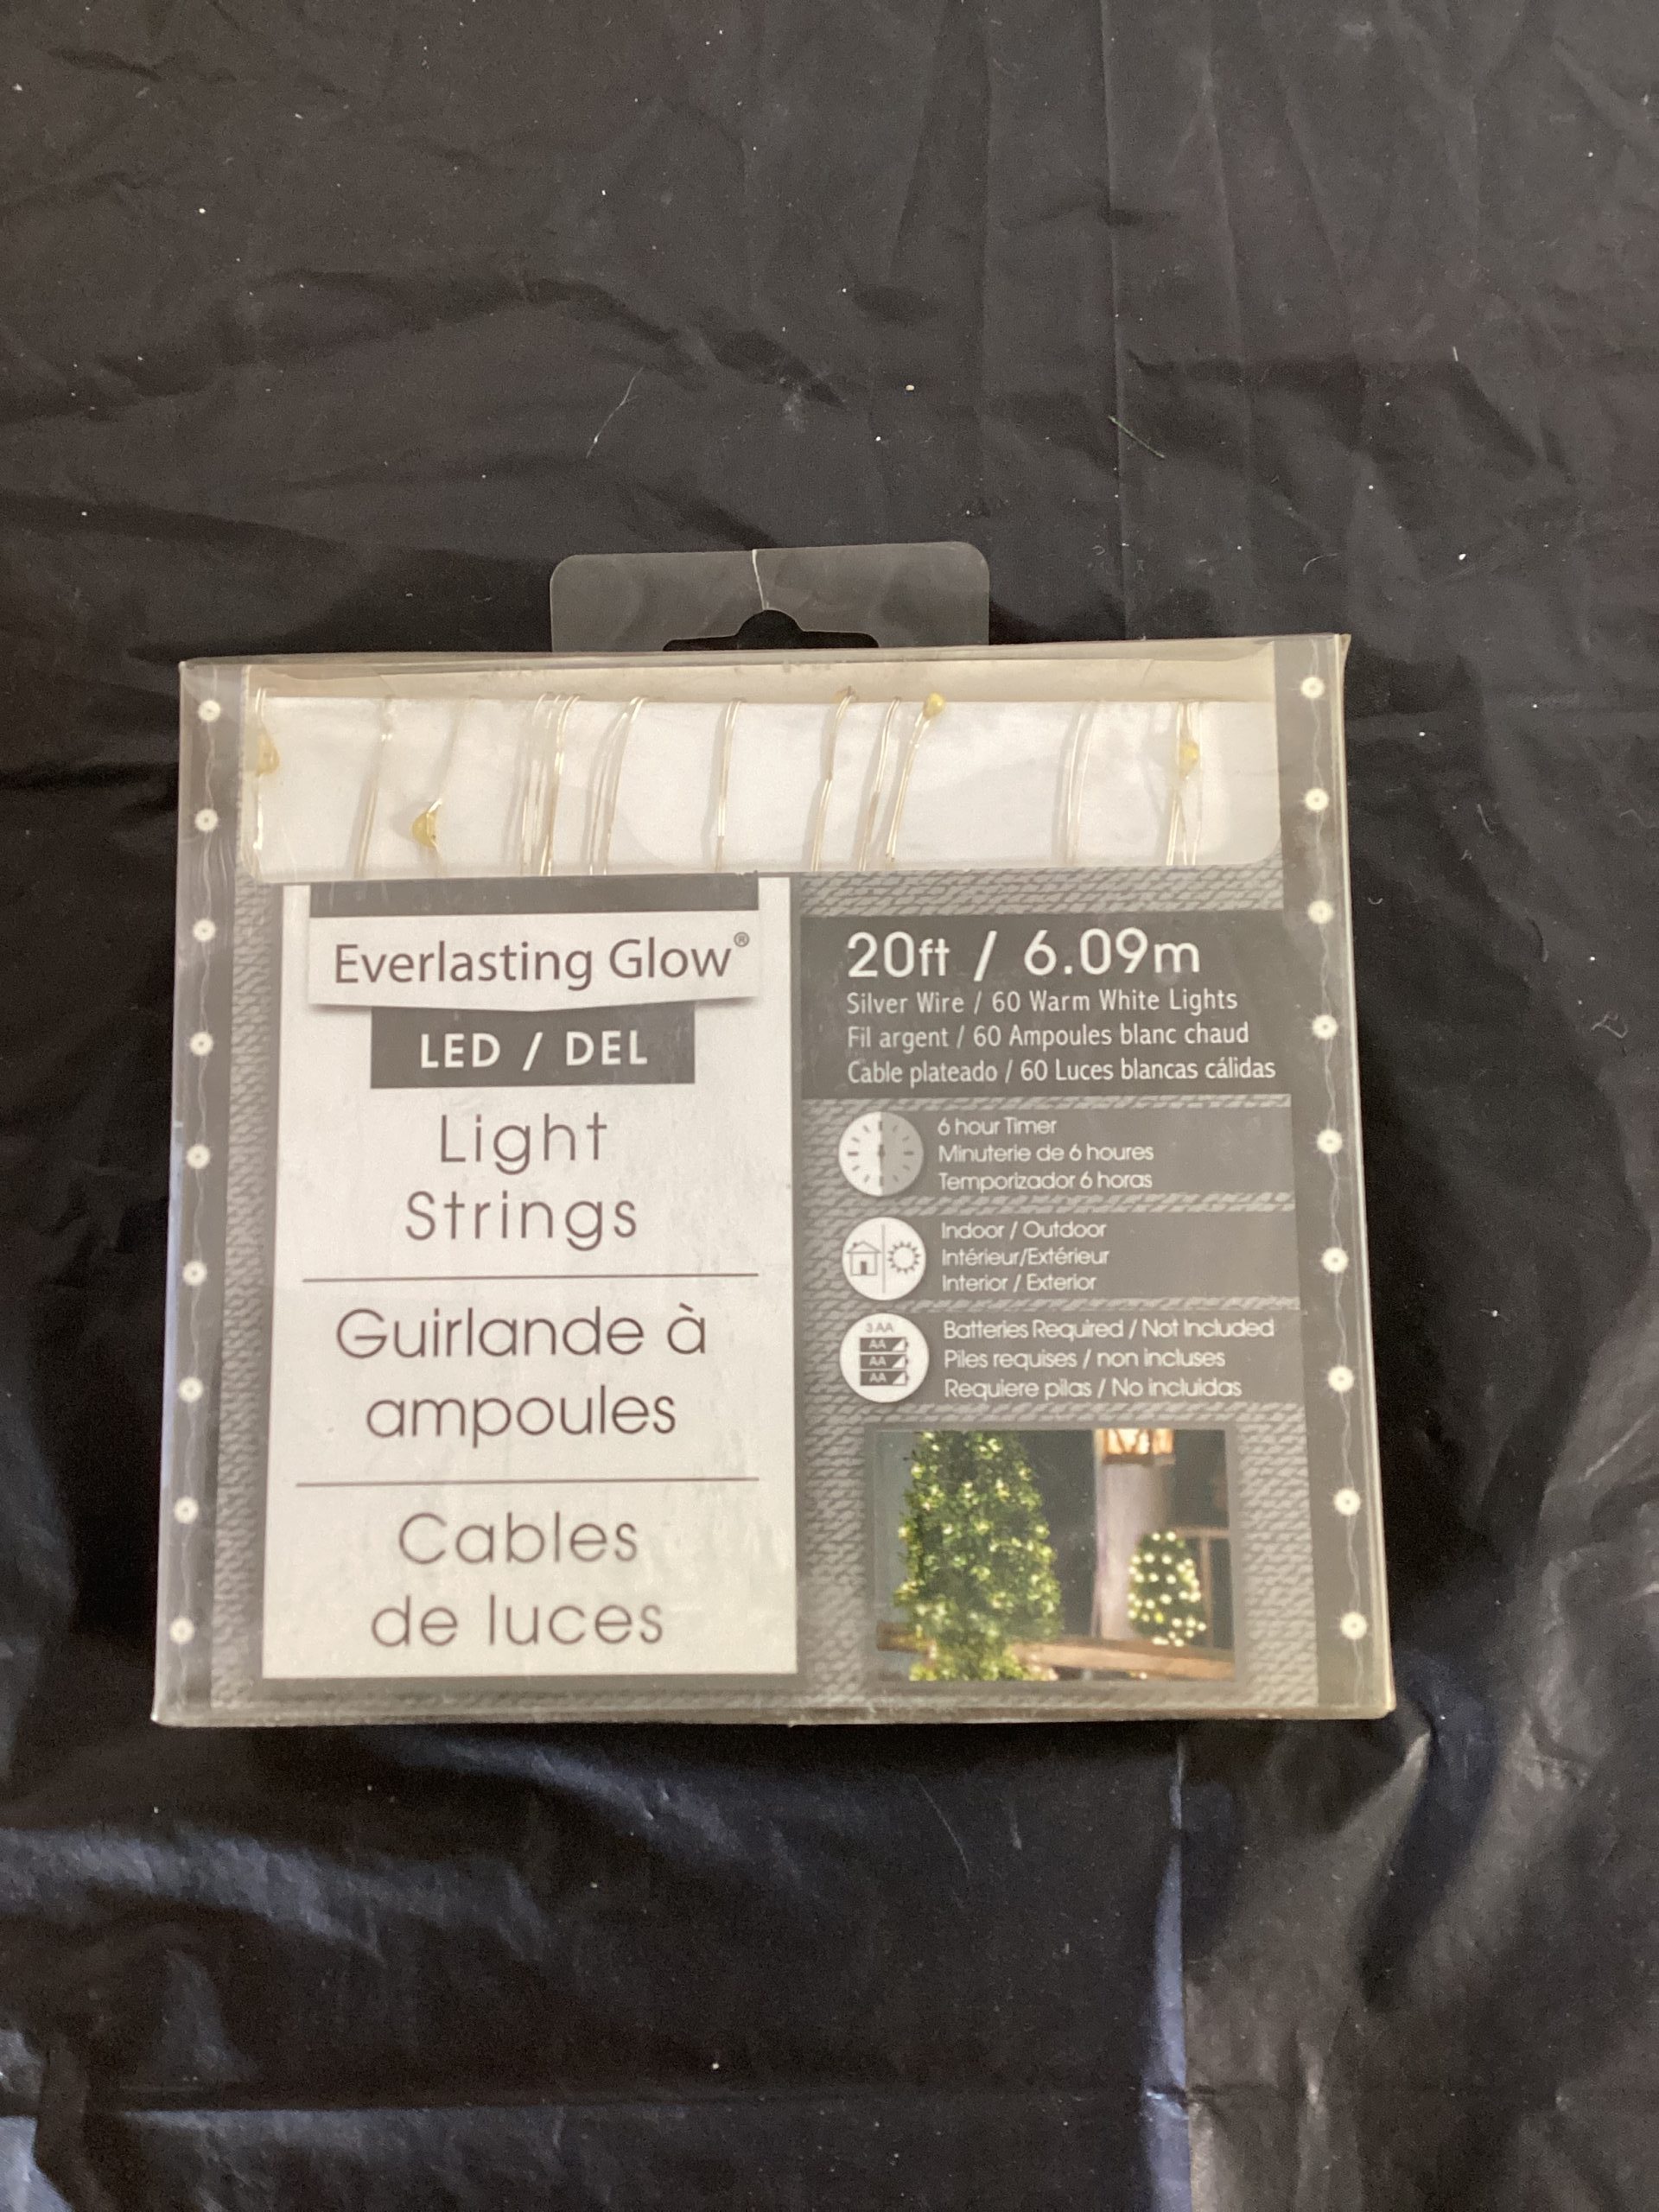 Everlasting Glow®
LED / DEL
Light
Strings
Guirlande à
ampoules
Cables
de luces
20ft / 6.09m
Silver Wire / 60 Warm White Lights
Fil argent / 60 Ampoules blanc chaud
Cable plateado / 60 Luces blancas cálidas
6 hour Timer
Minuterie de 6 houres
Temporizador 6 horas
Indoor / Outdoor
Intérieur/Extérieur
Interior / Exterior
3 AA
AA
AA
AA
Batteries Required / Not Included
Piles requises / non incluses
Requiere pilas / No incluidas